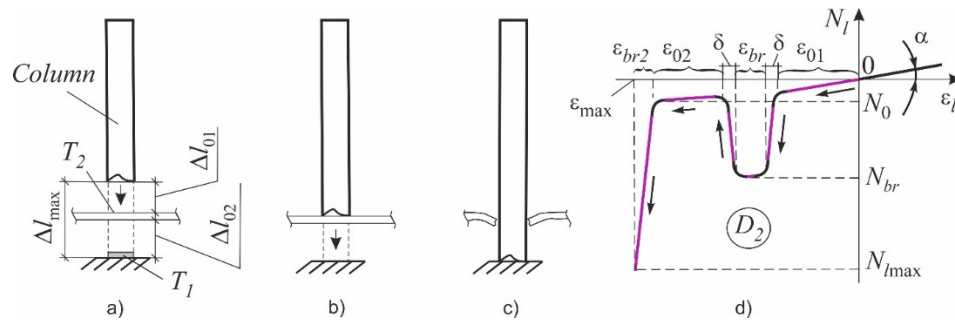 Column
T₂
Δl₀₁
Δlmax
Δl₀₂
T₁
a)
b)
c)
Nₗ
εbr2
ε₀₂
δ
εbr
δ
ε₀₁
0
α
εₗ
εmax
N₀
Nbr
D₂
Nlmax
d)